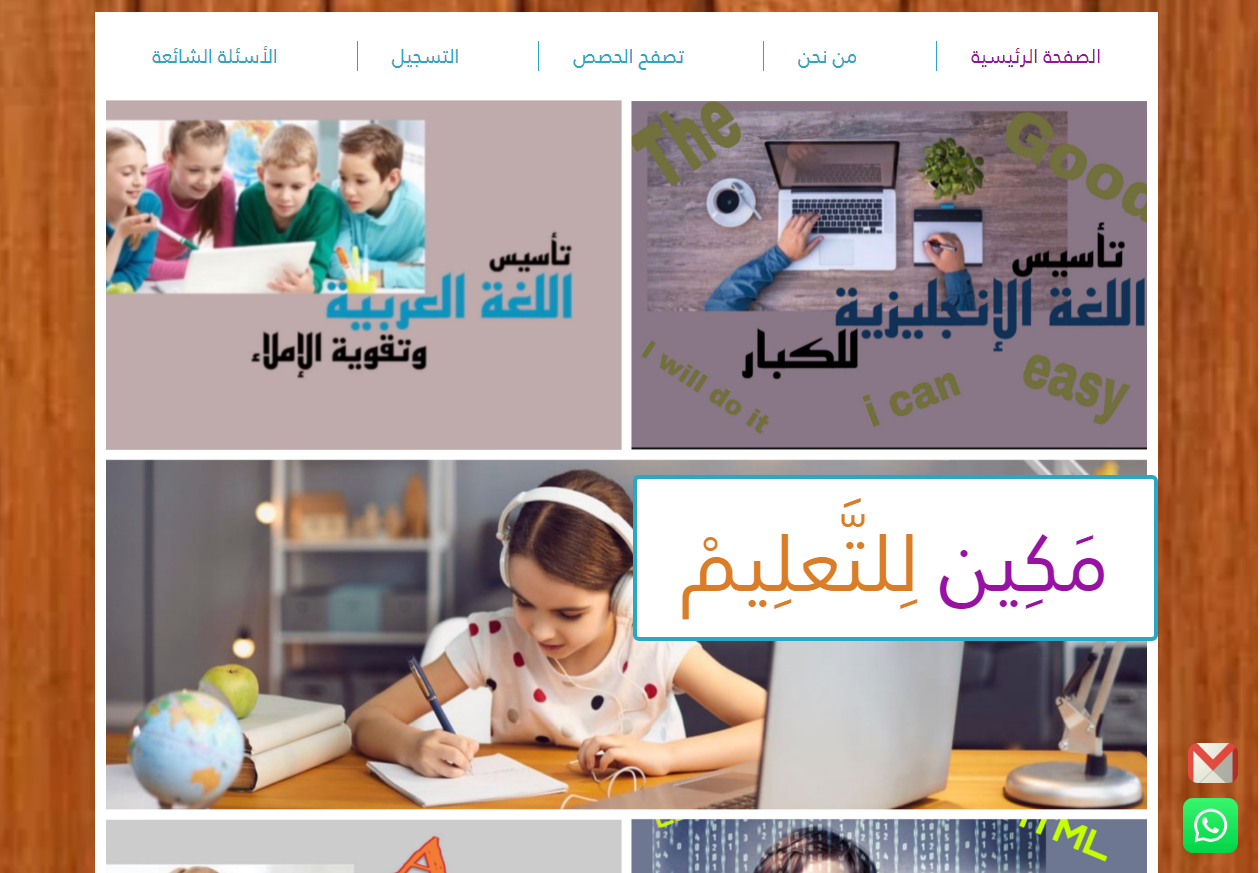 الصفحة الرئيسية
من نحن
تصفح الحصص
التسجيل
الأسئلة الشائعة
The
Good
تأسيس
اللغة الإنجليزية
للكبار
I will do it
i can
easy
تأسيس
اللغة العربية
وتقوية الإملاء
مَكِين لِلتَّعلِيمْ
A
HTML